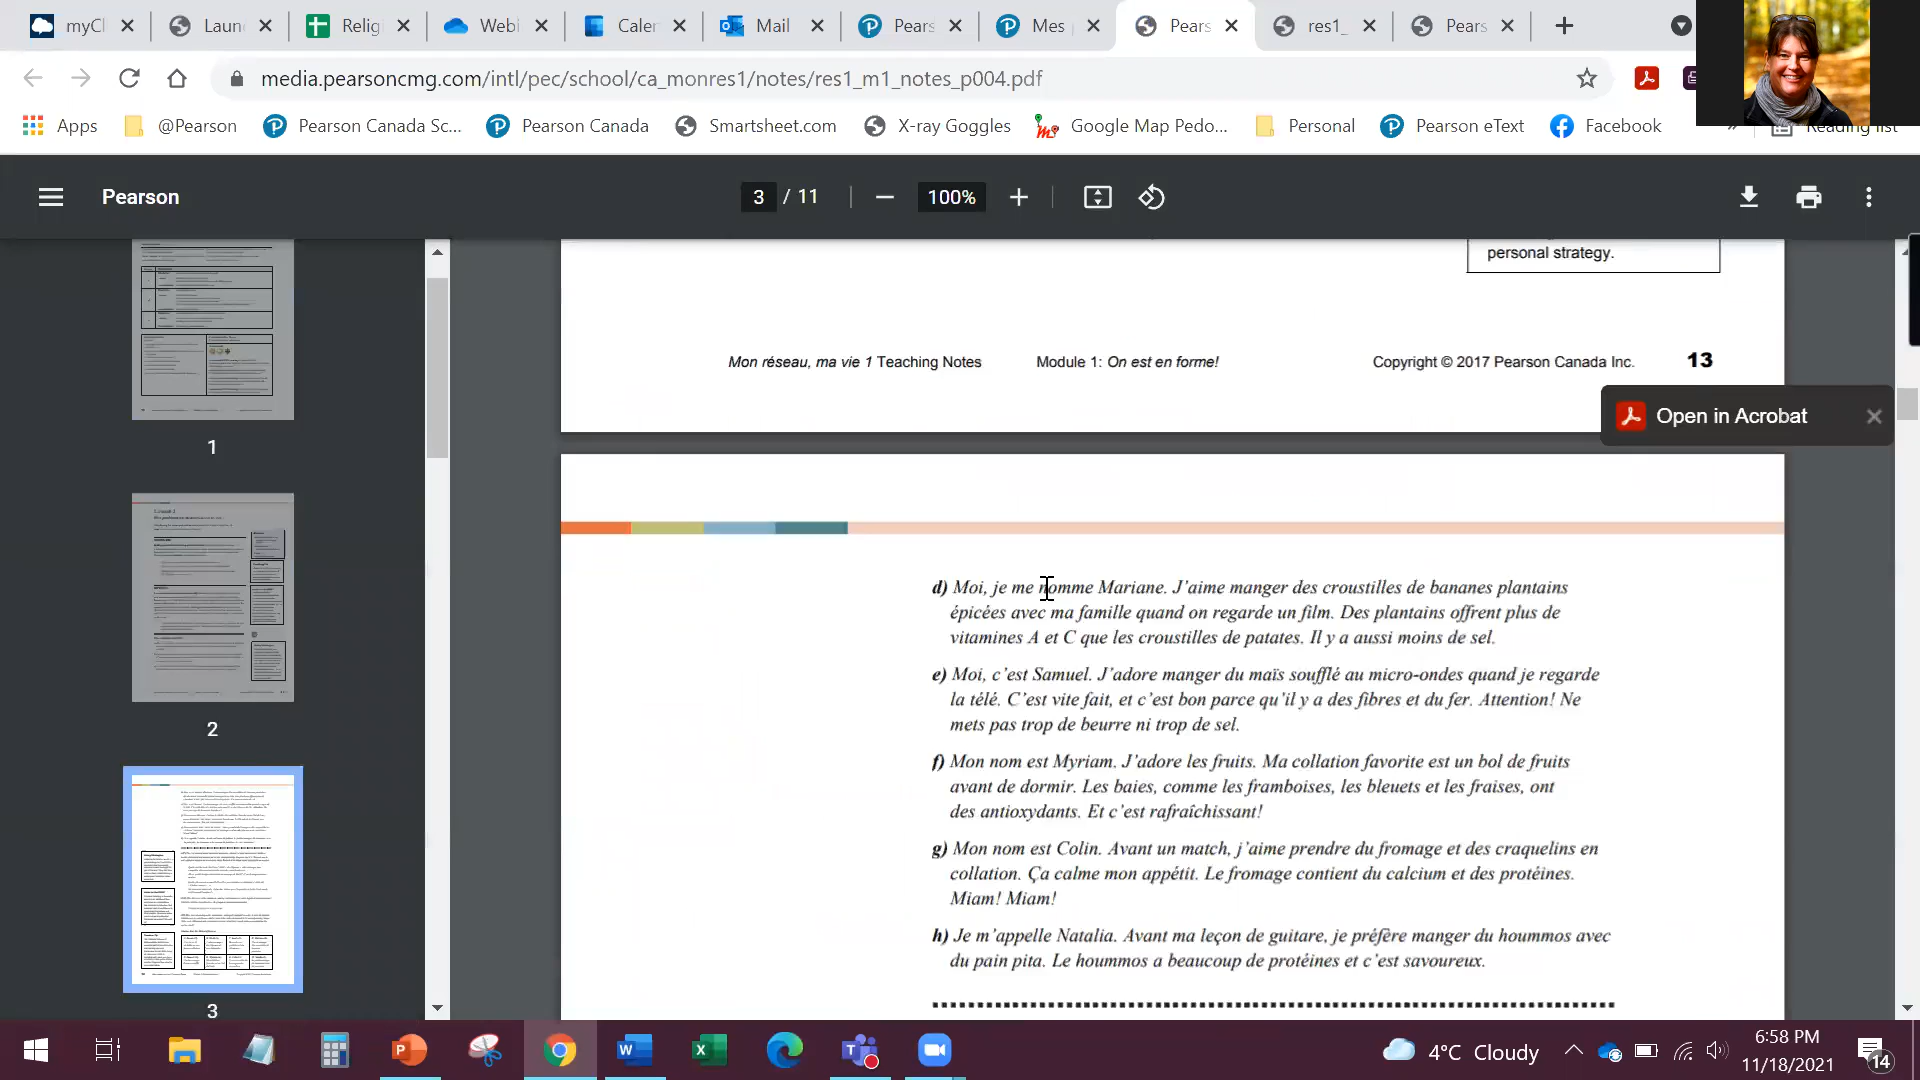 myCl
Laun
Relig
Webi
Calen
Mail
Pears
Mes
Pears
res1_
Pears
media.pearsoncmg.com/intl/pec/school/ca_monres1/notes/res1_m1_notes_p004.pdf
Apps
@Pearson
Pearson Canada Sc...
Pearson Canada
Smartsheet.com
X-ray Goggles
Google Map Pedo...
Personal
Pearson eText
Facebook
Reading list
Pearson
3 / 11
100%
1
2
3
personal strategy.
Mon réseau, ma vie 1 Teaching Notes
Module 1: On est en forme!
Copyright © 2017 Pearson Canada Inc.
13
Open in Acrobat
d) Moi, je me nomme Mariane. J'aime manger des croustilles de bananes plantains
épicées avec ma famille quand on regarde un film. Des plantains offrent plus de
vitamines A et C que les croustilles de patates. Il y a aussi moins de sel.
e) Moi, c'est Samuel. J'adore manger du maïs soufflé au micro-ondes quand je regarde
la télé. C'est vite fait, et c'est bon parce qu'il y a des fibres et du fer. Attention! Ne
mets pas trop de beurre ni trop de sel.
f) Mon nom est Myriam. J'adore les fruits. Ma collation favorite est un bol de fruits
avant de dormir. Les baies, comme les framboises, les bleuets et les fraises, ont
des antioxydants. Et c'est rafraîchissant!
g) Mon nom est Colin. Avant un match, j'aime prendre du fromage et des craquelins en
collation. Ça calme mon appétit. Le fromage contient du calcium et des protéines.
Miam! Miam!
h) Je m'appelle Natalia. Avant ma leçon de guitare, je préfère manger du hoummos avec
du pain pita. Le hoummos a beaucoup de protéines et c'est savoureux.
4°C Cloudy
6:58 PM
11/18/2021
14